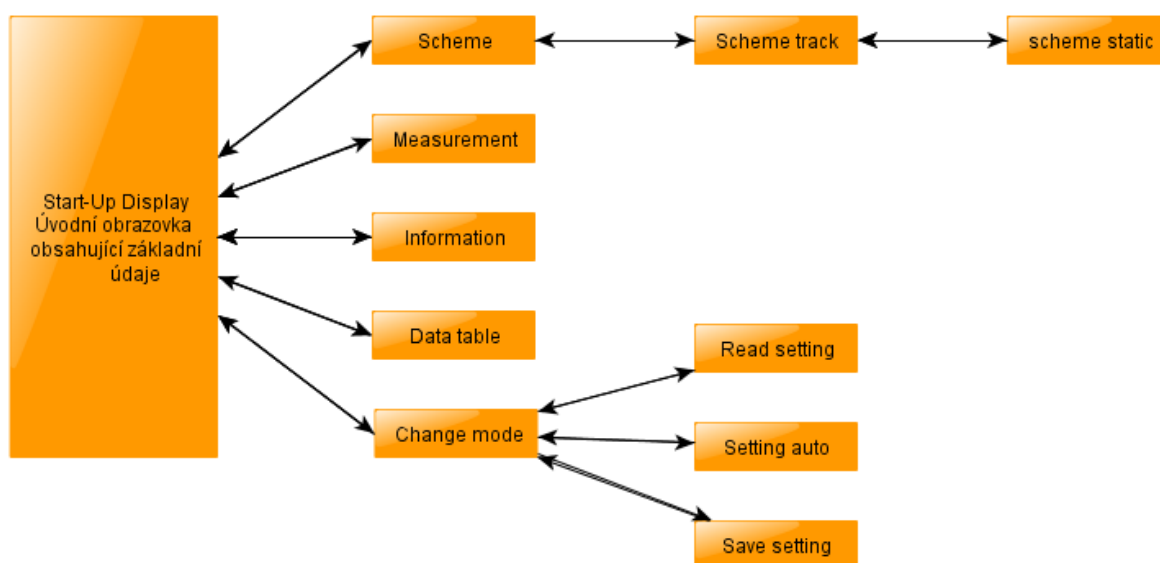 Start-Up Display
Úvodní obrazovka
obsahující základní
údaje
Scheme
Scheme track
scheme static
Measurement
Information
Data table
Change mode
Read setting
Setting auto
Save setting